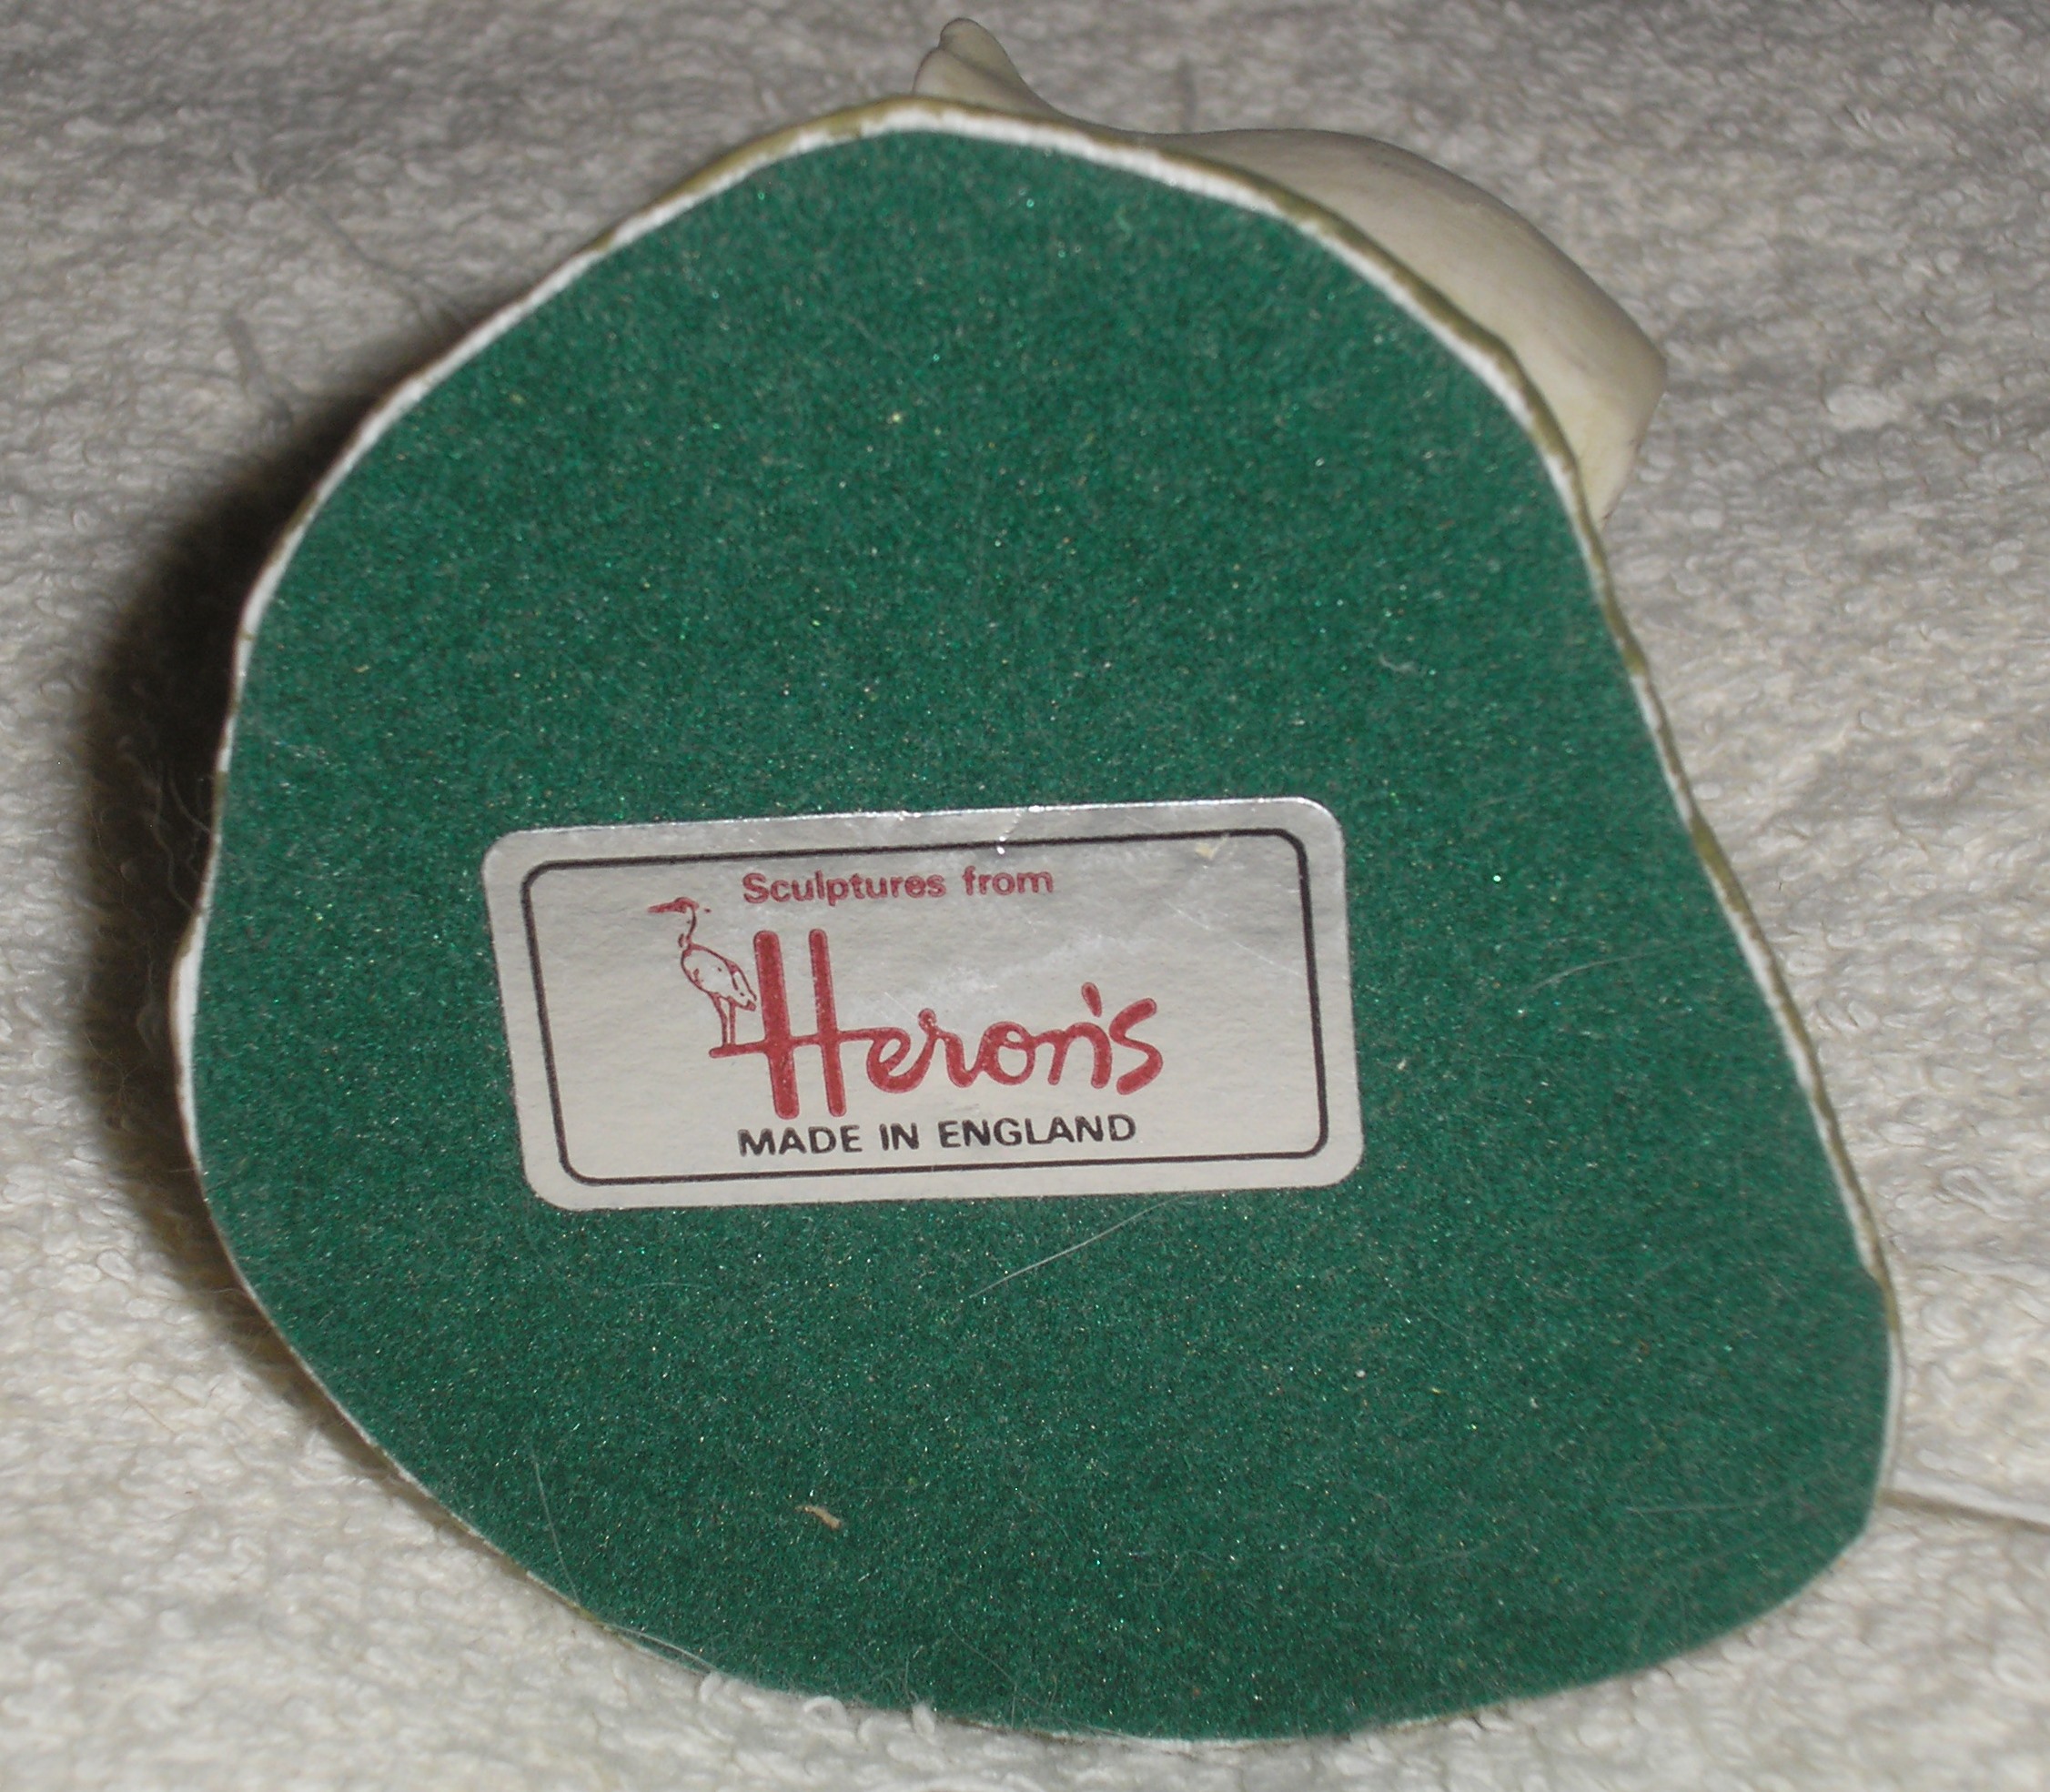 Sculptures from
Heron's
MADE IN ENGLAND